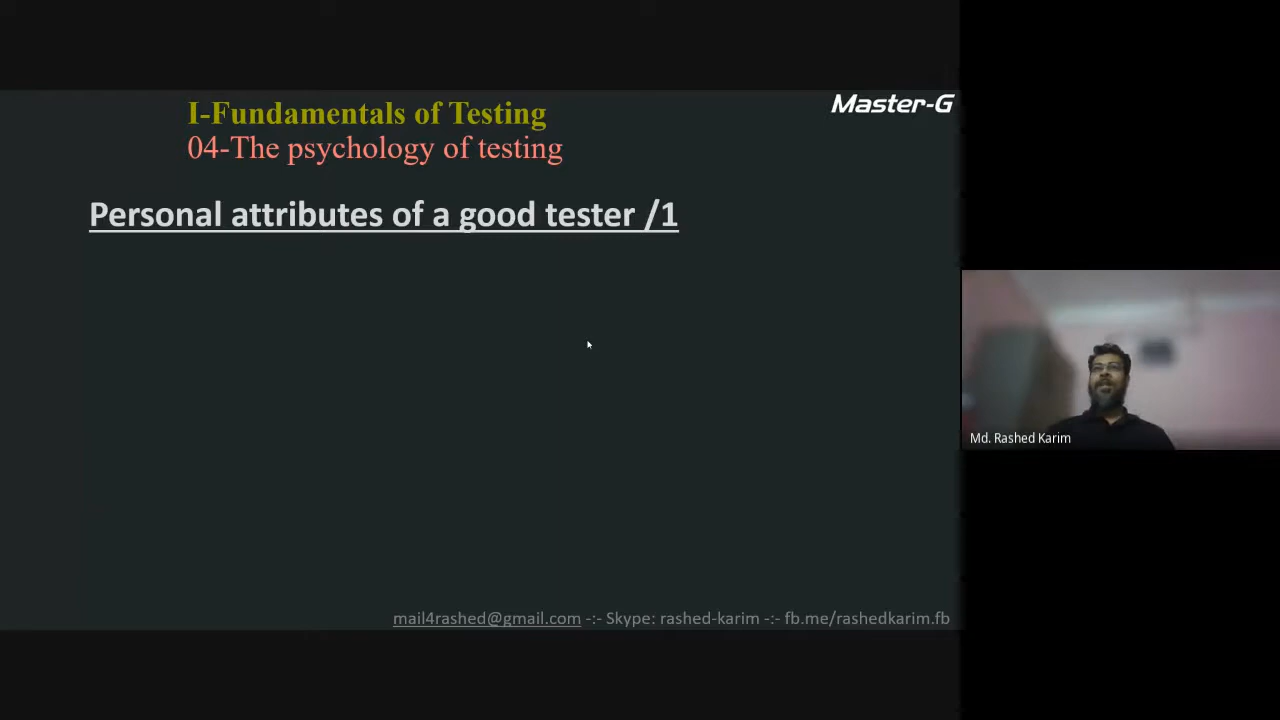 I-Fundamentals of Testing
Master-G
04-The psychology of testing
Personal attributes of a good tester /1
Md. Rashed Karim
mail4rashed@gmail.com -:- Skype: rashed-karim -:- fb.me/rashedkarim.fb